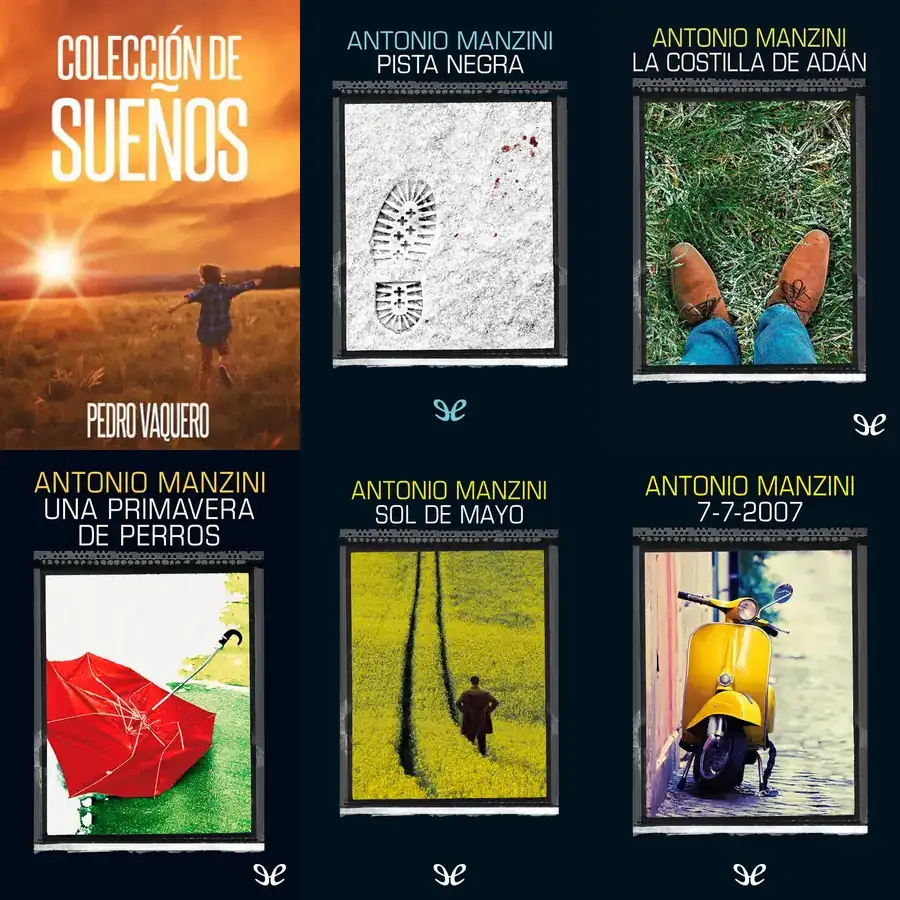 COLECCIÓN DE
SUEÑOS
PEDRO VAQUERO
ANTONIO MANZINI
PISTA NEGRA
ANTONIO MANZINI
LA COSTILLA DE ADÁN
ANTONIO MANZINI
UNA PRIMAVERA
DE PERROS
ANTONIO MANZINI
SOL DE MAYO
ANTONIO MANZINI
7-7-2007